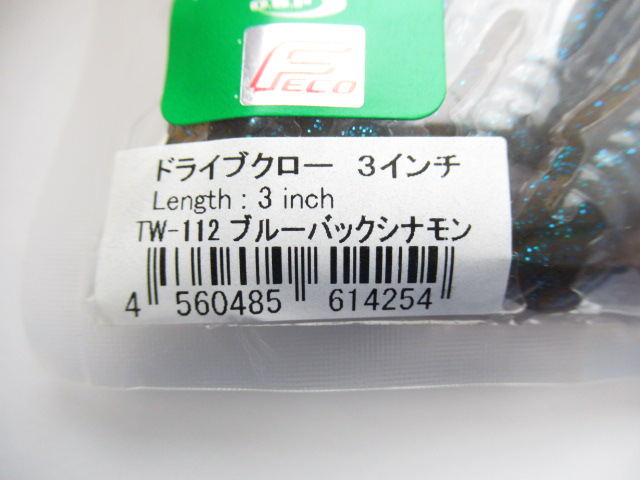 O.S.P
FECO
ドライブクロー 3インチ
Length : 3 inch
TW-112 ブルーバックシナモン
4 560485 614254